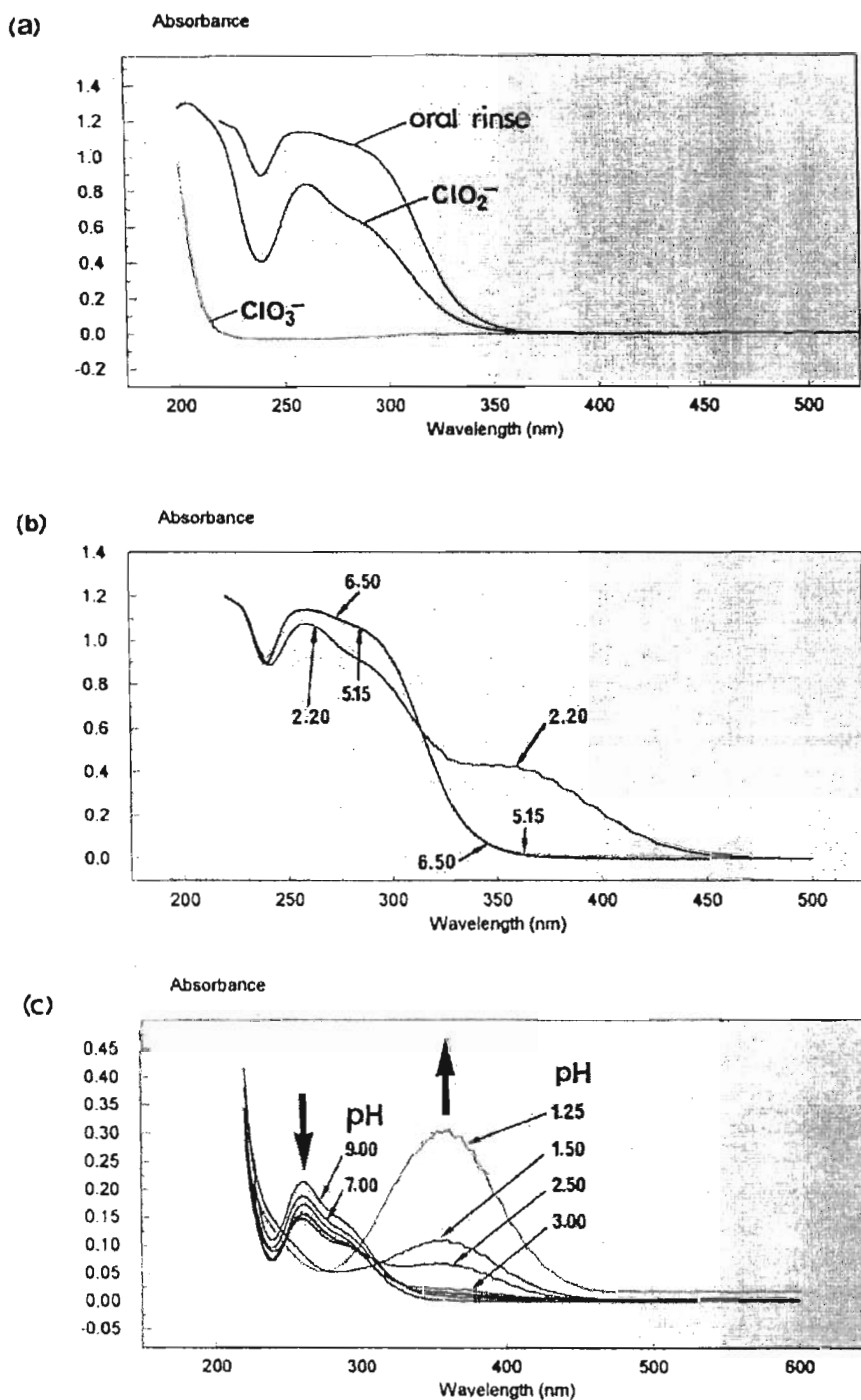 (a)
Absorbance
1.4
1.2
1.0
0.8
0.6
0.4
0.2
0.0
-0.2
oral rinse
ClO₂⁻
ClO₃⁻
200 250 300 350 400 450 500
Wavelength (nm)
(b)
Absorbance
1.4
1.2
1.0
0.8
0.6
0.4
0.2
0.0
6.50
5.15
2.20
2.20
5.15
6.50
200 250 300 350 400 450 500
Wavelength (nm)
(c)
Absorbance
0.45
0.40
0.35
0.30
0.25
0.20
0.15
0.10
0.05
0.00
-0.05
pH
9.00
7.00
pH
1.25
1.50
2.50
3.00
200 300 400 500 600
Wavelength (nm)